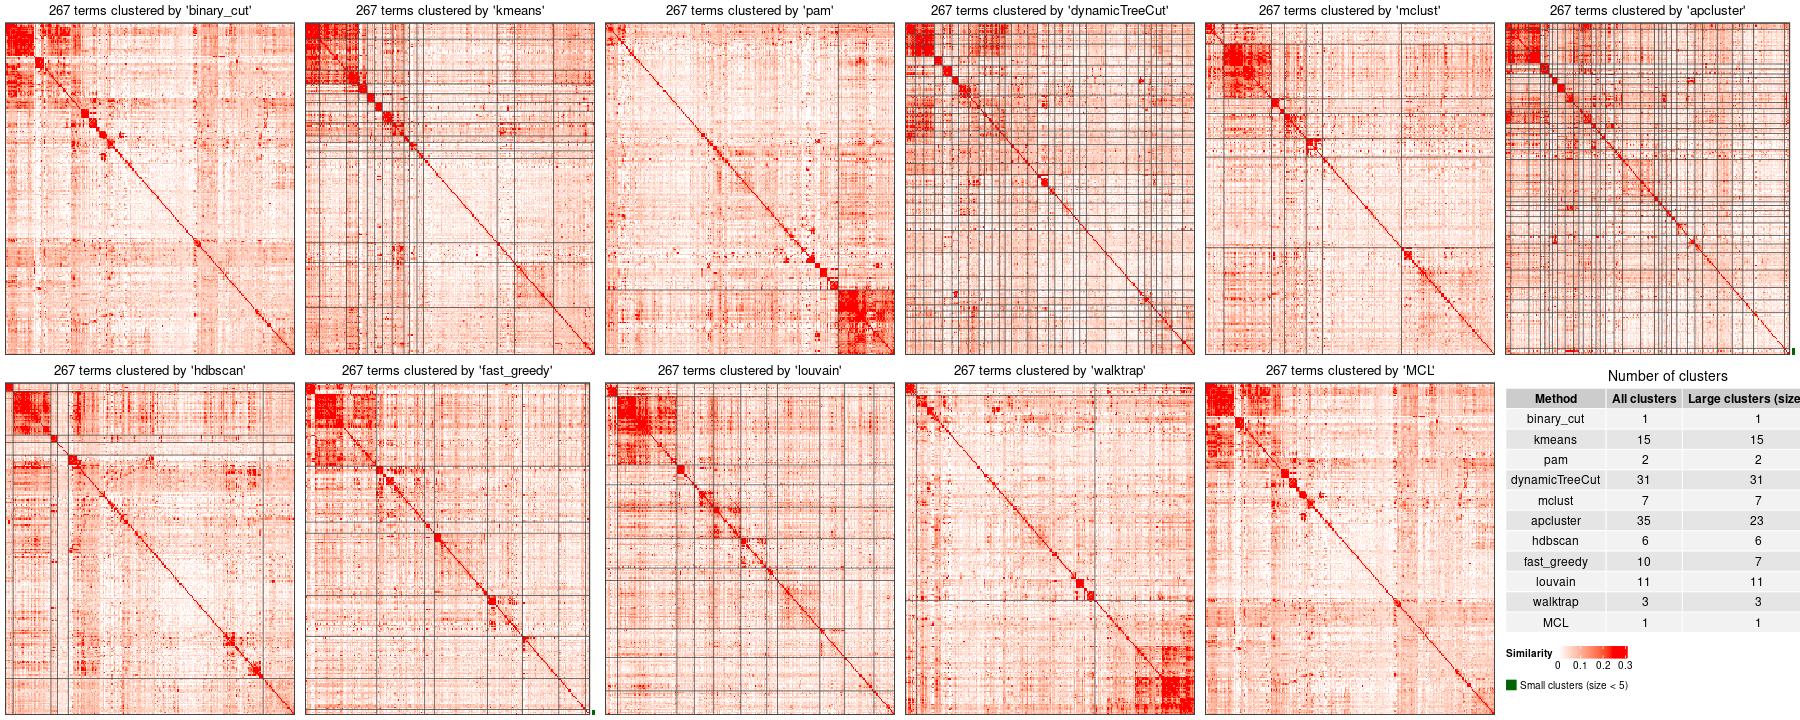 267 terms clustered by 'binary_cut'
267 terms clustered by 'kmeans'
267 terms clustered by 'pam'
267 terms clustered by 'dynamicTreeCut'
267 terms clustered by 'mclust'
267 terms clustered by 'apcluster'
267 terms clustered by 'hdbscan'
267 terms clustered by 'fast_greedy'
267 terms clustered by 'louvain'
267 terms clustered by 'walktrap'
267 terms clustered by 'MCL'
Number of clusters
Method All clusters Large clusters (size
binary_cut 1 1
kmeans 15 15
pam 2 2
dynamicTreeCut 31 31
mclust 7 7
apcluster 35 23
hdbscan 6 6
fast_greedy 10 7
louvain 11 11
walktrap 3 3
MCL 1 1
Similarity
0 0.1 0.2 0.3
Small clusters (size < 5)